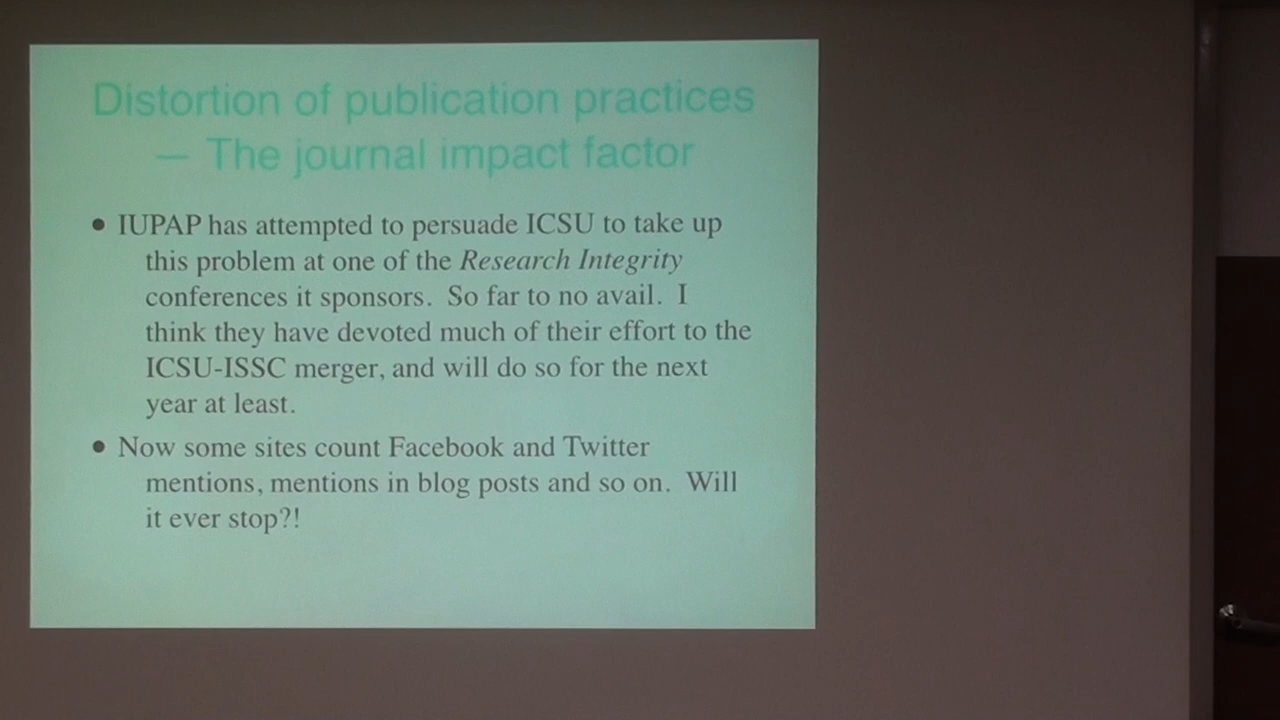 Distortion of publication practices
— The journal impact factor
• IUPAP has attempted to persuade ICSU to take up
this problem at one of the Research Integrity
conferences it sponsors. So far to no avail. I
think they have devoted much of their effort to the
ICSU-ISSC merger, and will do so for the next
year at least.
• Now some sites count Facebook and Twitter
mentions, mentions in blog posts and so on. Will
it ever stop?!